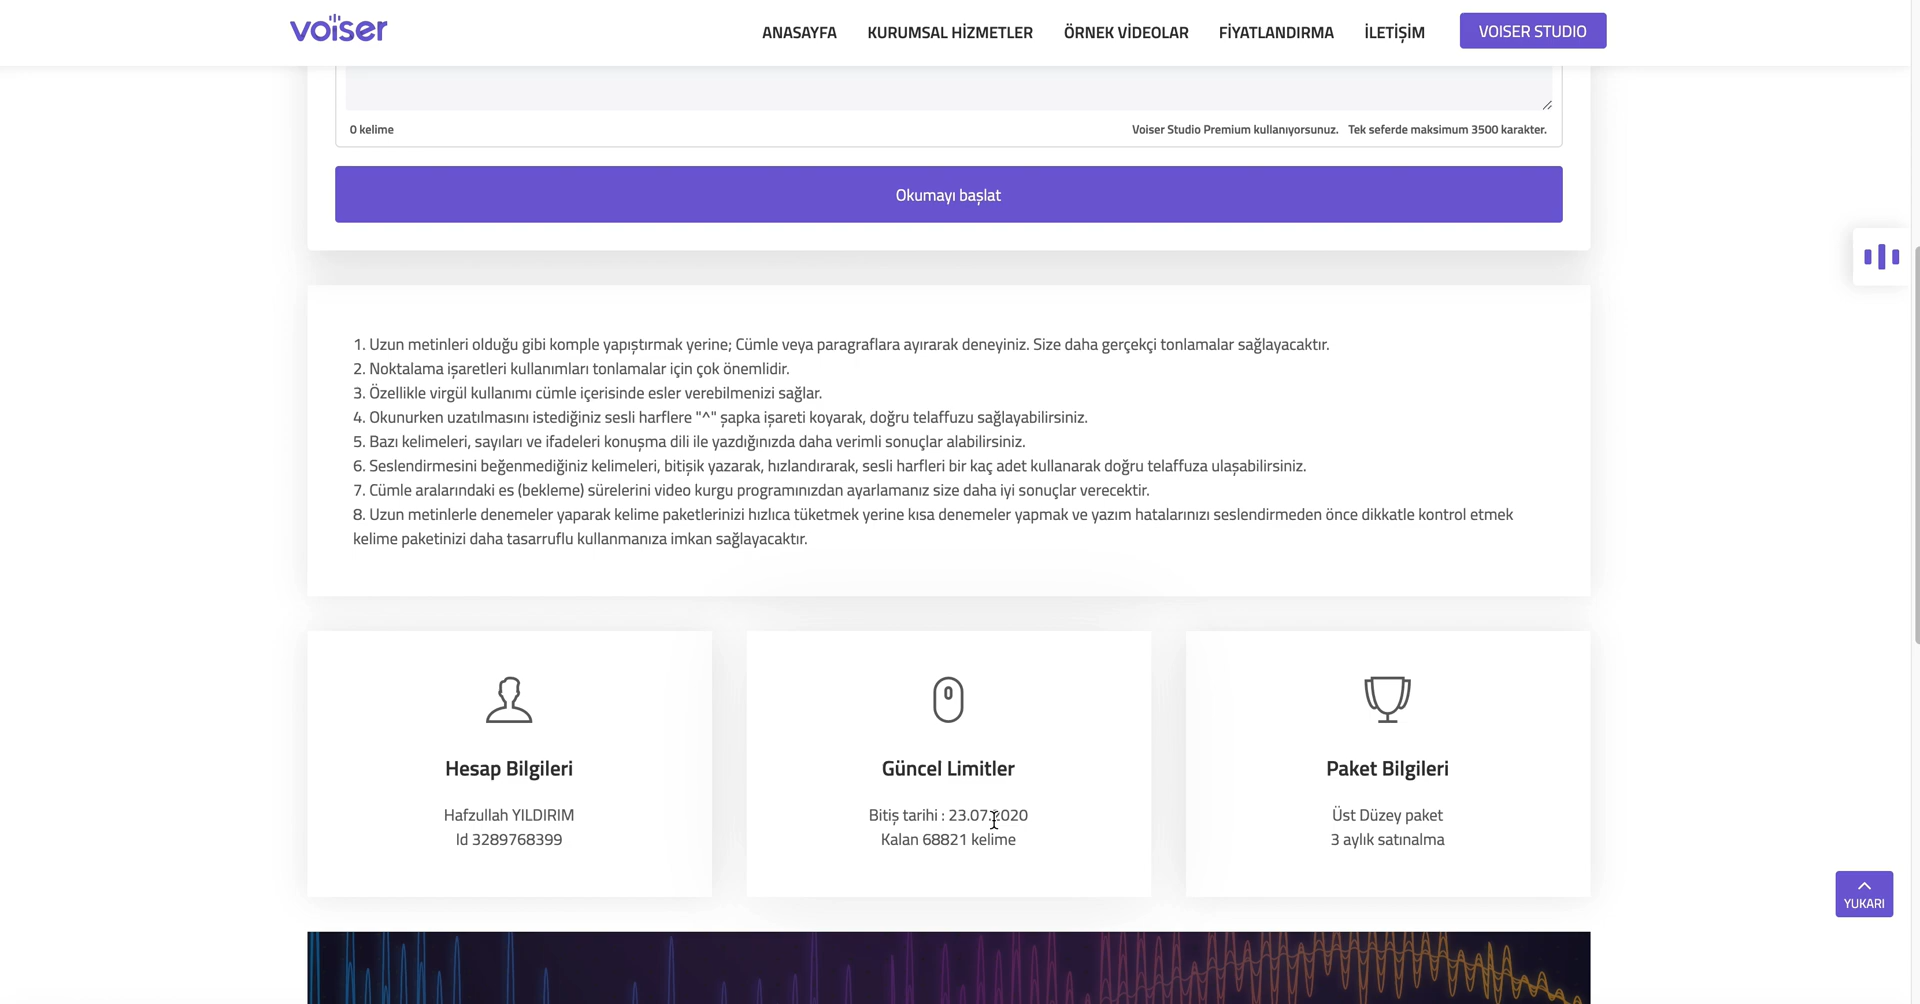 voiser
ANASAYFA KURUMSAL HİZMETLER ÖRNEK VİDEOLAR FİYATLANDIRMA İLETİŞİM VOISER STUDIO
0 kelime
Voiser Studio Premium kullanıyorsunuz. Tek seferde maksimum 3500 karakter.
Okumayı başlat
1. Uzun metinleri olduğu gibi komple yapıştırmak yerine; Cümle veya paragraflara ayırarak deneyiniz. Size daha gerçekçi tonlamalar sağlayacaktır.
2. Noktalama işaretleri kullanımları tonlamalar için çok önemlidir.
3. Özellikle virgül kullanımı cümle içerisinde esler verebilmenizi sağlar.
4. Okunurken uzatılmasını istediğiniz sesli harflere "^" şapka işareti koyarak, doğru telaffuzu sağlayabilirsiniz.
5. Bazı kelimeleri, sayıları ve ifadeleri konuşma dili ile yazdığınızda daha verimli sonuçlar alabilirsiniz.
6. Seslendirmesini beğenmediğiniz kelimeleri, bitişik yazarak, hızlandırarak, sesli harfleri bir kaç adet kullanarak doğru telaffuza ulaşabilirsiniz.
7. Cümle aralarındaki es (bekleme) sürelerini video kurgu programınızdan ayarlamanız size daha iyi sonuçlar verecektir.
8. Uzun metinlerle denemeler yaparak kelime paketlerinizi hızlıca tüketmek yerine kısa denemeler yapmak ve yazım hatalarınızı seslendirmeden önce dikkatle kontrol etmek
kelime paketinizi daha tasarruflu kullanmanıza imkan sağlayacaktır.
Hesap Bilgileri
Hafzullah YILDIRIM
Id 3289768399
Güncel Limitler
Bitiş tarihi : 23.07.2020
Kalan 68821 kelime
Paket Bilgileri
Üst Düzey paket
3 aylık satınalma
YUKARI